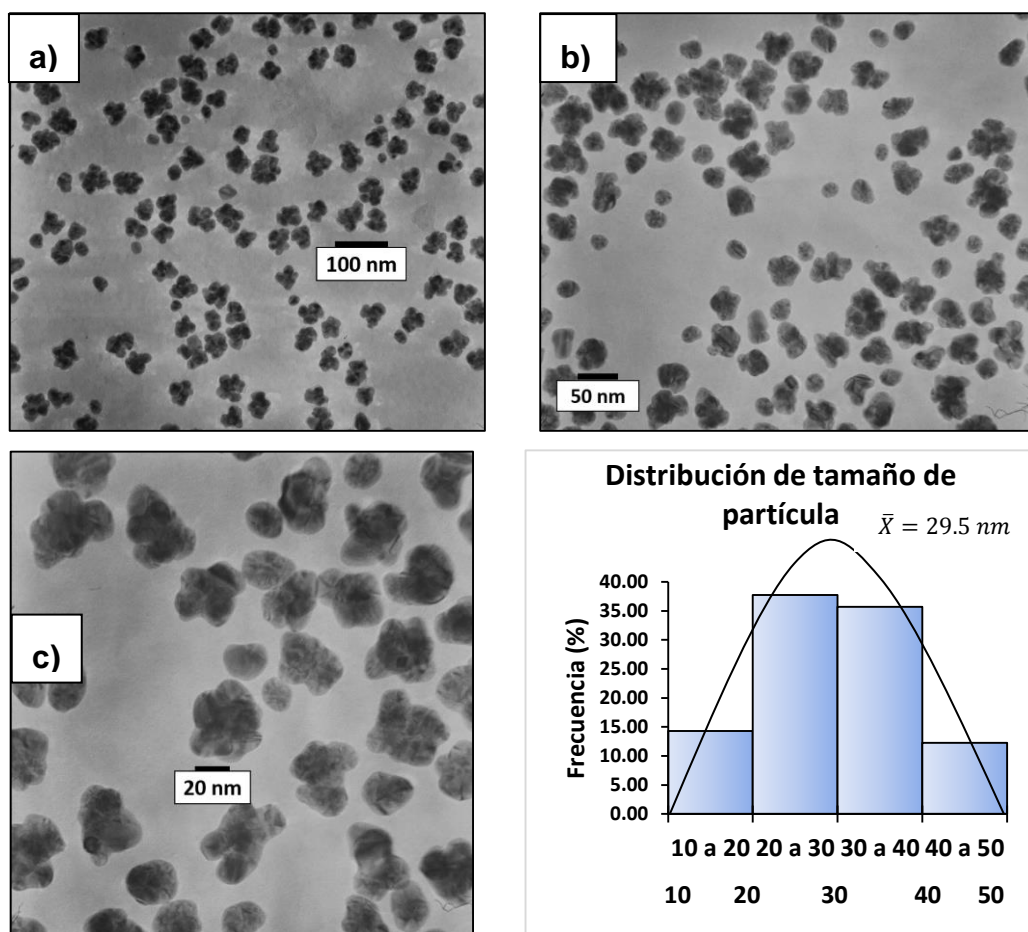 a)
100 nm
b)
50 nm
c)
20 nm
Distribución de tamaño de
partícula
X̄ = 29.5 nm
Frecuencia (%)
40.00
35.00
30.00
25.00
20.00
15.00
10.00
5.00
0.00
10 a 20 20 a 30 30 a 40 40 a 50
10 20 30 40 50